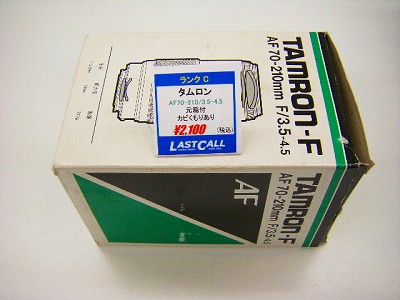 TAMRON-F
AF 70-210mm F/3.5-4.5
ランク C
タムロン
AF70-210/3.5-4.5
元箱付
カビくもりあり
¥2,100 (税込)
LASTCALL
TAMRON-F
AF 70-210mm F/3.5-4.5
AF